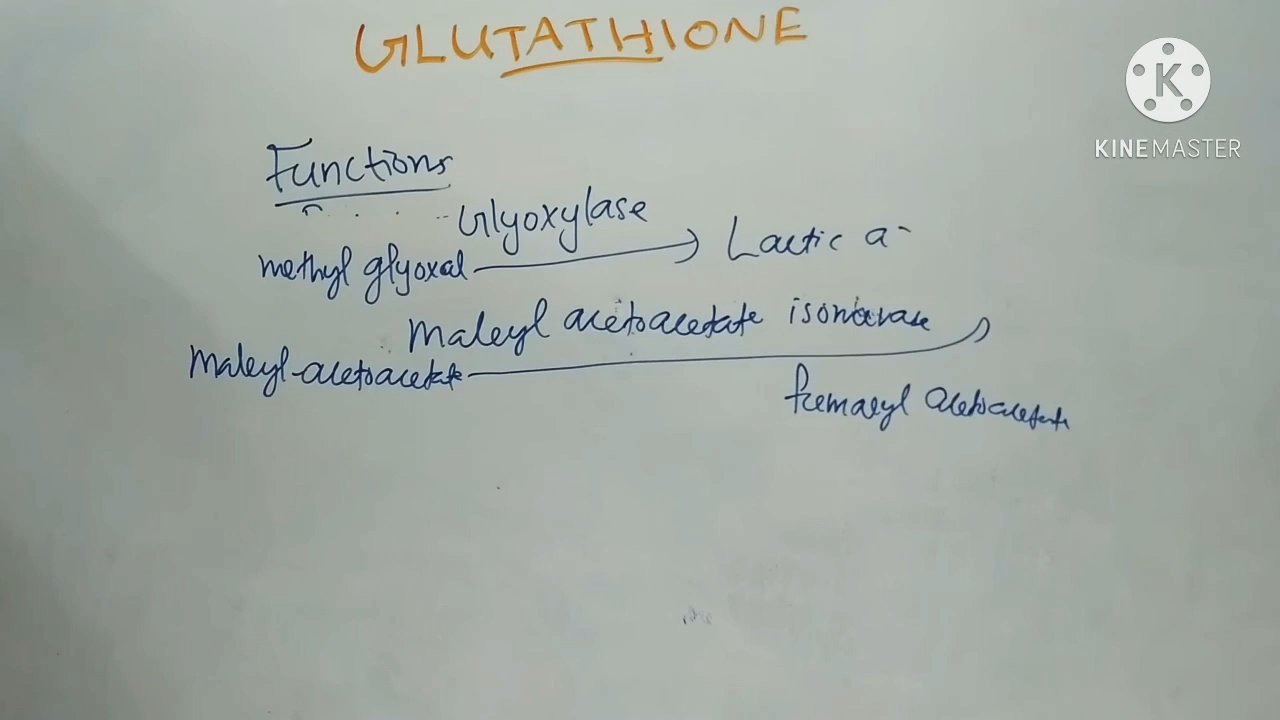 GLUTATHIONE
KINEMASTER
Functions
Glyoxylase
methyl glyoxal → Lactic a-
Maleyl acetoacetate isomerase
Maleyl-acetoacetate →
fumaryl acetoacetate